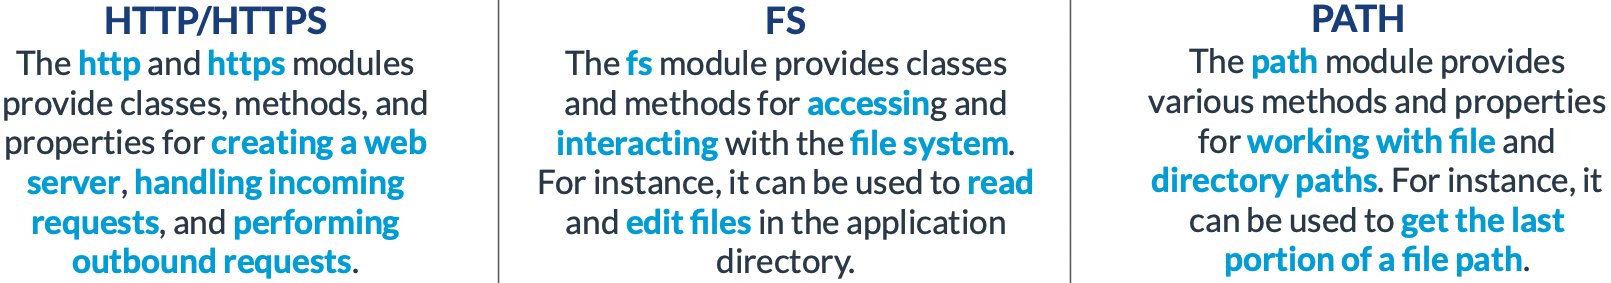 HTTP/HTTPS
The http and https modules
provide classes, methods, and
properties for creating a web
server, handling incoming
requests, and performing
outbound requests.
FS
The fs module provides classes
and methods for accessing and
interacting with the file system.
For instance, it can be used to read
and edit files in the application
directory.
PATH
The path module provides
various methods and properties
for working with file and
directory paths. For instance, it
can be used to get the last
portion of a file path.